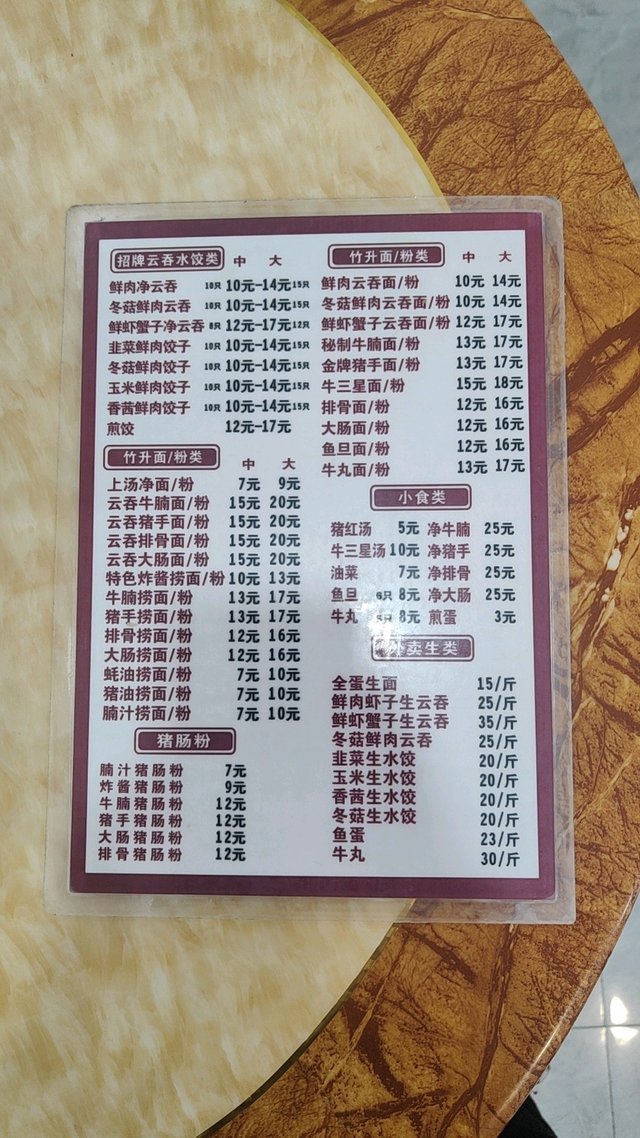 招牌云吞水饺类 中 大
鲜肉净云吞 10只 10元-14元 15只
冬菇鲜肉云吞 10只 10元-14元 15只
鲜虾蟹子净云吞 8只 12元-17元 12只
韭菜鲜肉饺子 10只 10元-14元 15只
冬菇鲜肉饺子 10只 10元-14元 15只
玉米鲜肉饺子 10只 10元-14元 15只
香茜鲜肉饺子 10只 10元-14元 15只
煎饺 12元-17元
竹升面/粉类 中 大
上汤净面/粉 7元 9元
云吞牛腩面/粉 15元 20元
云吞猪手面/粉 15元 20元
云吞排骨面/粉 15元 20元
云吞大肠面/粉 15元 20元
特色炸酱捞面/粉 10元 13元
牛腩捞面/粉 13元 17元
猪手捞面/粉 13元 17元
排骨捞面/粉 12元 16元
大肠捞面/粉 12元 16元
蚝油捞面/粉 7元 10元
猪油捞面/粉 7元 10元
腩汁捞面/粉 7元 10元
猪肠粉
腩汁猪肠粉 7元
炸酱猪肠粉 9元
牛腩猪肠粉 12元
猪手猪肠粉 12元
大肠猪肠粉 12元
排骨猪肠粉 12元
竹升面/粉类 中 大
鲜肉云吞面/粉 10元 14元
冬菇鲜肉云吞面/粉 10元 14元
鲜虾蟹子云吞面/粉 12元 17元
秘制牛腩面/粉 13元 17元
金牌猪手面/粉 13元 17元
牛三星面/粉 15元 18元
排骨面/粉 12元 16元
大肠面/粉 12元 16元
鱼旦面/粉 12元 16元
牛丸面/粉 13元 17元
小食类
猪红汤 5元 净牛腩 25元
牛三星汤 10元 净猪手 25元
油菜 7元 净排骨 25元
鱼旦 6只 8元 净大肠 25元
牛丸 8元 煎蛋 3元
外卖生类
全蛋生面 15/斤
鲜肉虾子生云吞 25/斤
鲜虾蟹子生云吞 35/斤
冬菇鲜肉云吞 25/斤
韭菜生水饺 20/斤
玉米生水饺 20/斤
香茜生水饺 20/斤
冬菇生水饺 20/斤
鱼蛋 23/斤
牛丸 30/斤